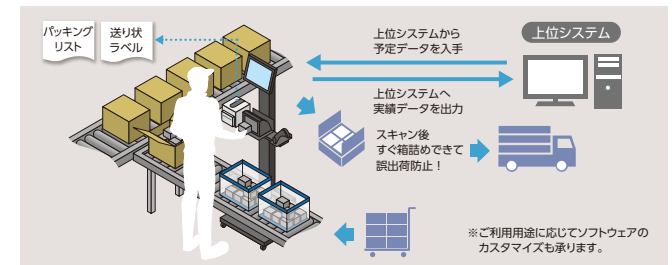 パッキング
リスト
送り状
ラベル
上位システムから
予定データを入手
上位システム
上位システムへ
実績データを出力
スキャン後
すぐ箱詰めできて
誤出荷防止！
※ご利用用途に応じてソフトウェアの
カスタマイズも承ります。